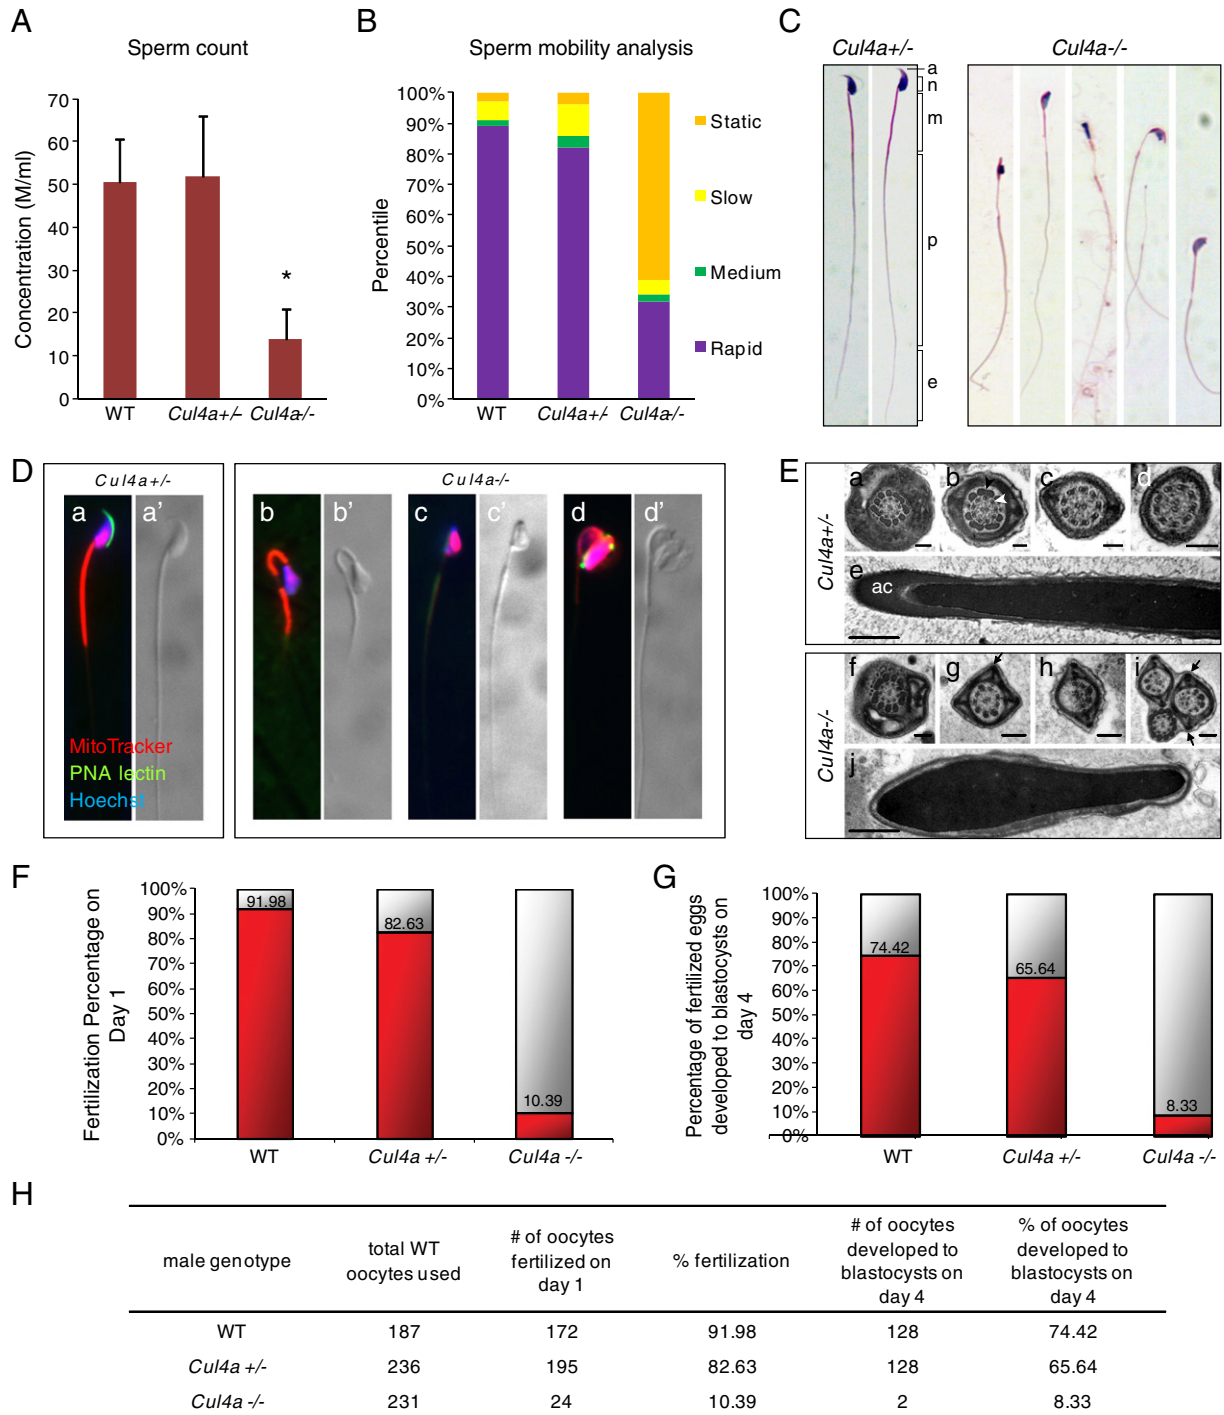 A
Sperm count
Concentration (M/ml)
70
60
50
40
30
20
10
0
*
WT
Cul4a+/-
Cul4a-/-
B
Sperm mobility analysis
Percentile
100%
90%
80%
70%
60%
50%
40%
30%
20%
10%
0%
WT
Cul4a+/-
Cul4a-/-
Static
Slow
Medium
Rapid
C
Cul4a+/-
Cul4a-/-
a
n
m
p
e
D
Cul4a+/-
Cul4a-/-
a
a'
b
b'
c
c'
d
d'
MitoTracker
PNA lectin
Hoechst
E
Cul4a+/-
a
b
c
d
e
ac
Cul4a-/-
f
g
h
i
j
F
Fertilization Percentage on
Day 1
100%
90%
80%
70%
60%
50%
40%
30%
20%
10%
0%
91.98
82.63
10.39
WT
Cul4a +/-
Cul4a -/-
G
Percentage of fertilized eggs
developed to blastocysts on
day 4
100%
90%
80%
70%
60%
50%
40%
30%
20%
10%
0%
74.42
65.64
8.33
WT
Cul4a +/-
Cul4a -/-
H
male genotype
total WT
oocytes used
# of oocytes
fertilized on
day 1
% fertilization
# of oocytes
developed to
blastocysts on
day 4
% of oocytes
developed to
blastocysts on
day 4
WT 187 172 91.98 128 74.42
Cul4a +/- 236 195 82.63 128 65.64
Cul4a -/- 231 24 10.39 2 8.33